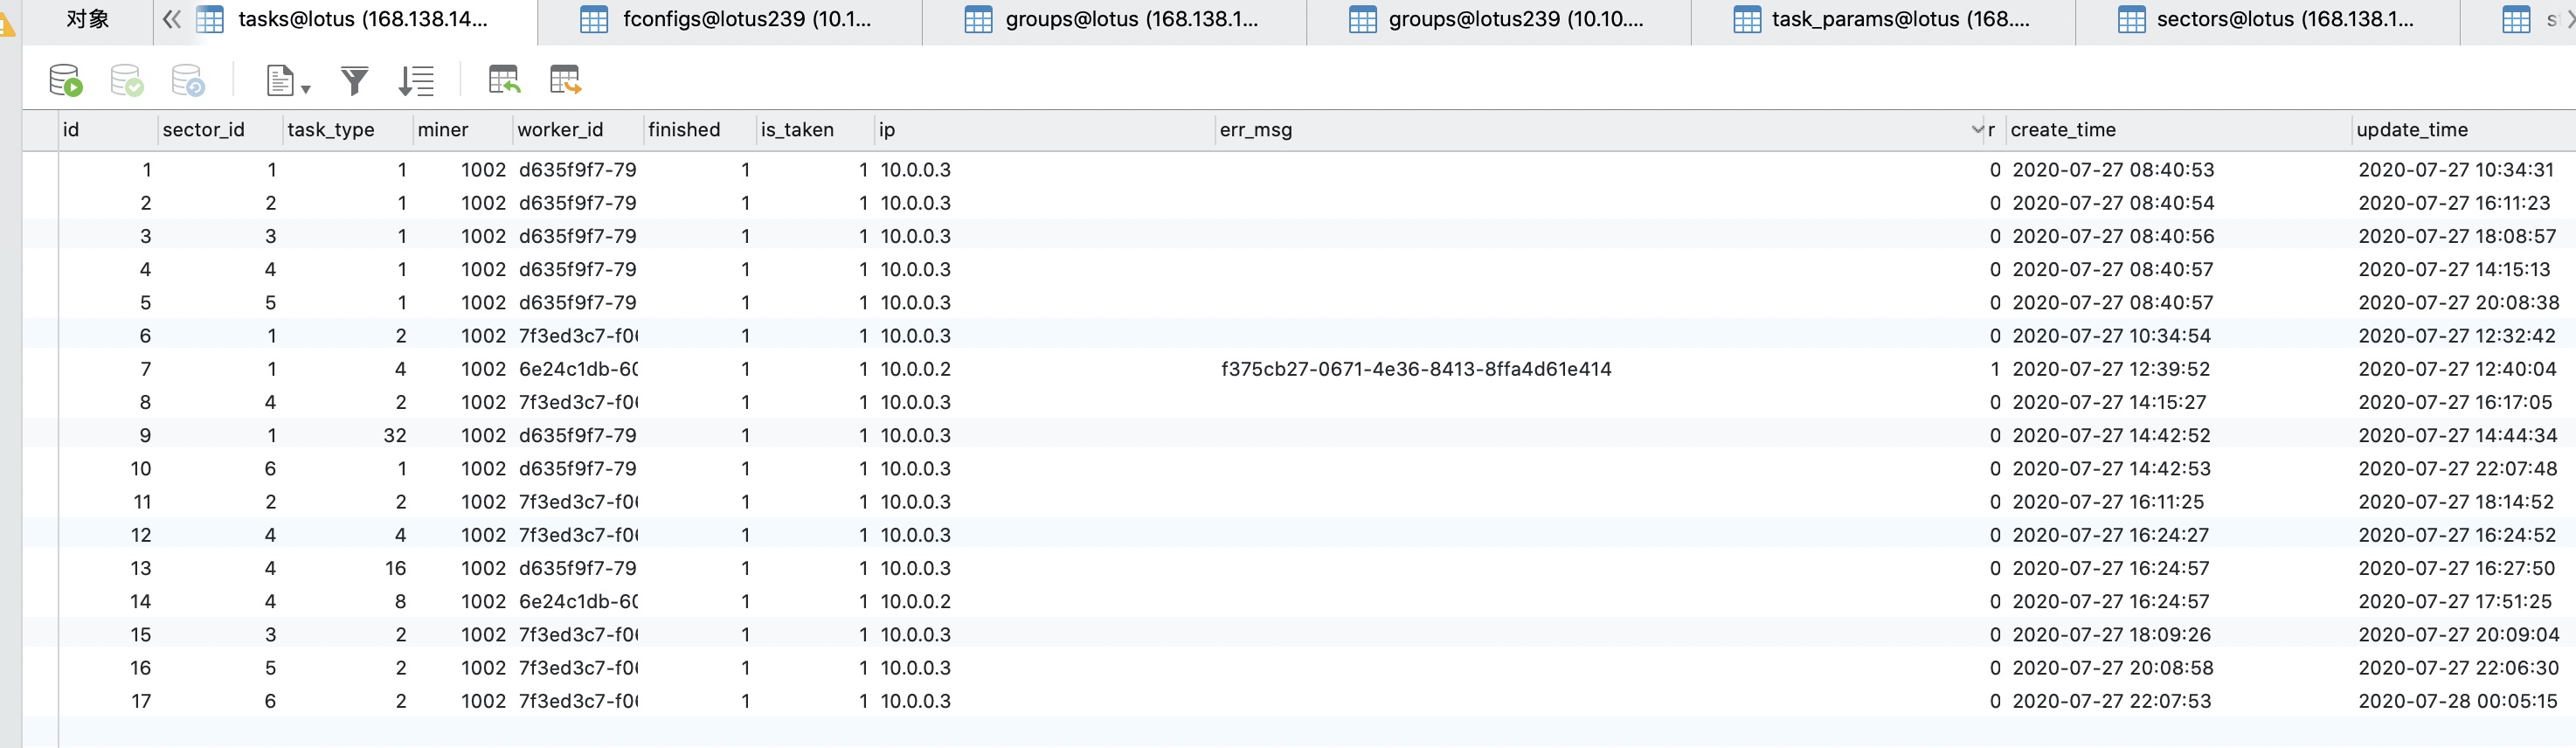 对象 tasks@lotus (168.138.14... fconfigs@lotus239 (10.1... groups@lotus (168.138.1... groups@lotus239 (10.10.... task_params@lotus (168.... sectors@lotus (168.138.1... s
id sector_id task_type miner worker_id finished is_taken ip err_msg r create_time update_time
1 1 1 1002 d635f9f7-79 1 1 10.0.0.3 0 2020-07-27 08:40:53 2020-07-27 10:34:31
2 2 1 1002 d635f9f7-79 1 1 10.0.0.3 0 2020-07-27 08:40:54 2020-07-27 16:11:23
3 3 1 1002 d635f9f7-79 1 1 10.0.0.3 0 2020-07-27 08:40:56 2020-07-27 18:08:57
4 4 1 1002 d635f9f7-79 1 1 10.0.0.3 0 2020-07-27 08:40:57 2020-07-27 14:15:13
5 5 1 1002 d635f9f7-79 1 1 10.0.0.3 0 2020-07-27 08:40:57 2020-07-27 20:08:38
6 1 2 1002 7f3ed3c7-f06 1 1 10.0.0.3 0 2020-07-27 10:34:54 2020-07-27 12:32:42
7 1 4 1002 6e24c1db-60 1 1 10.0.0.2 f375cb27-0671-4e36-8413-8ffa4d61e414 1 2020-07-27 12:39:52 2020-07-27 12:40:04
8 4 2 1002 7f3ed3c7-f06 1 1 10.0.0.3 0 2020-07-27 14:15:27 2020-07-27 16:17:05
9 1 32 1002 d635f9f7-79 1 1 10.0.0.3 0 2020-07-27 14:42:52 2020-07-27 14:44:34
10 6 1 1002 d635f9f7-79 1 1 10.0.0.3 0 2020-07-27 14:42:53 2020-07-27 22:07:48
11 2 2 1002 7f3ed3c7-f06 1 1 10.0.0.3 0 2020-07-27 16:11:25 2020-07-27 18:14:52
12 4 4 1002 7f3ed3c7-f06 1 1 10.0.0.3 0 2020-07-27 16:24:27 2020-07-27 16:24:52
13 4 16 1002 d635f9f7-79 1 1 10.0.0.3 0 2020-07-27 16:24:57 2020-07-27 16:27:50
14 4 8 1002 6e24c1db-60 1 1 10.0.0.2 0 2020-07-27 16:24:57 2020-07-27 17:51:25
15 3 2 1002 7f3ed3c7-f06 1 1 10.0.0.3 0 2020-07-27 18:09:26 2020-07-27 20:09:04
16 5 2 1002 7f3ed3c7-f06 1 1 10.0.0.3 0 2020-07-27 20:08:58 2020-07-27 22:06:30
17 6 2 1002 7f3ed3c7-f06 1 1 10.0.0.3 0 2020-07-27 22:07:53 2020-07-28 00:05:15